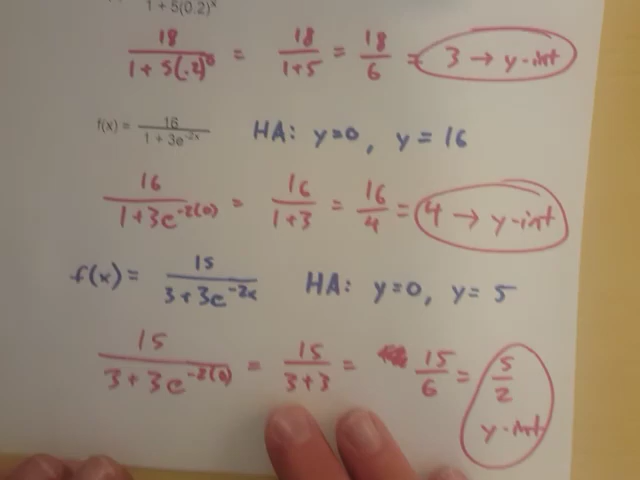 1 + 5(0.2)^x
18 / 1 + 5(.2)^0 = 18 / 1+5 = 18 / 6 = 3 → y-int
f(x) = 16 / 1 + 3e^-2x HA: y=0, y = 16
16 / 1+3e^-2(0) = 16 / 1+3 = 16 / 4 = 4 → y-int
f(x) = 15 / 3+3e^-2x HA: y=0, y= 5
15 / 3+3e^-2(0) = 15 / 3+3 = 15 / 6 = 5 / 2
y-int